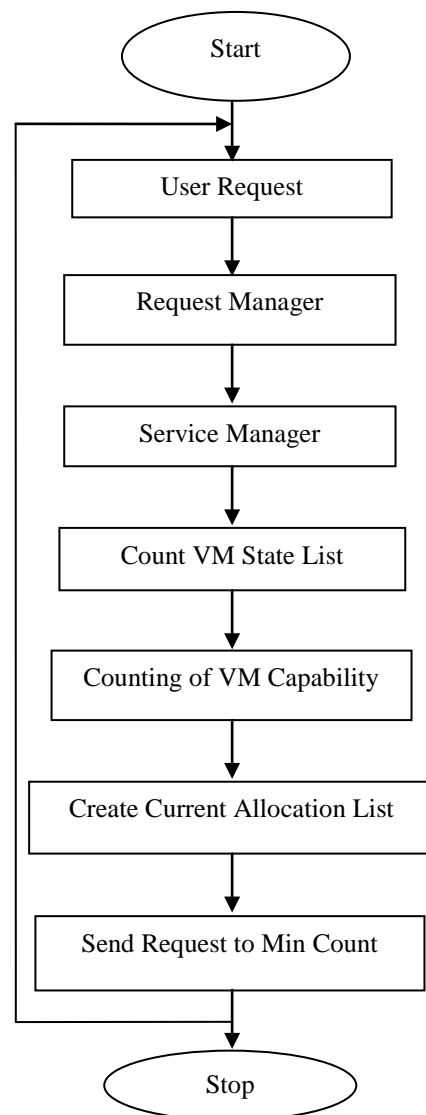 Start
User Request
Request Manager
Service Manager
Count VM State List
Counting of VM Capability
Create Current Allocation List
Send Request to Min Count
Stop